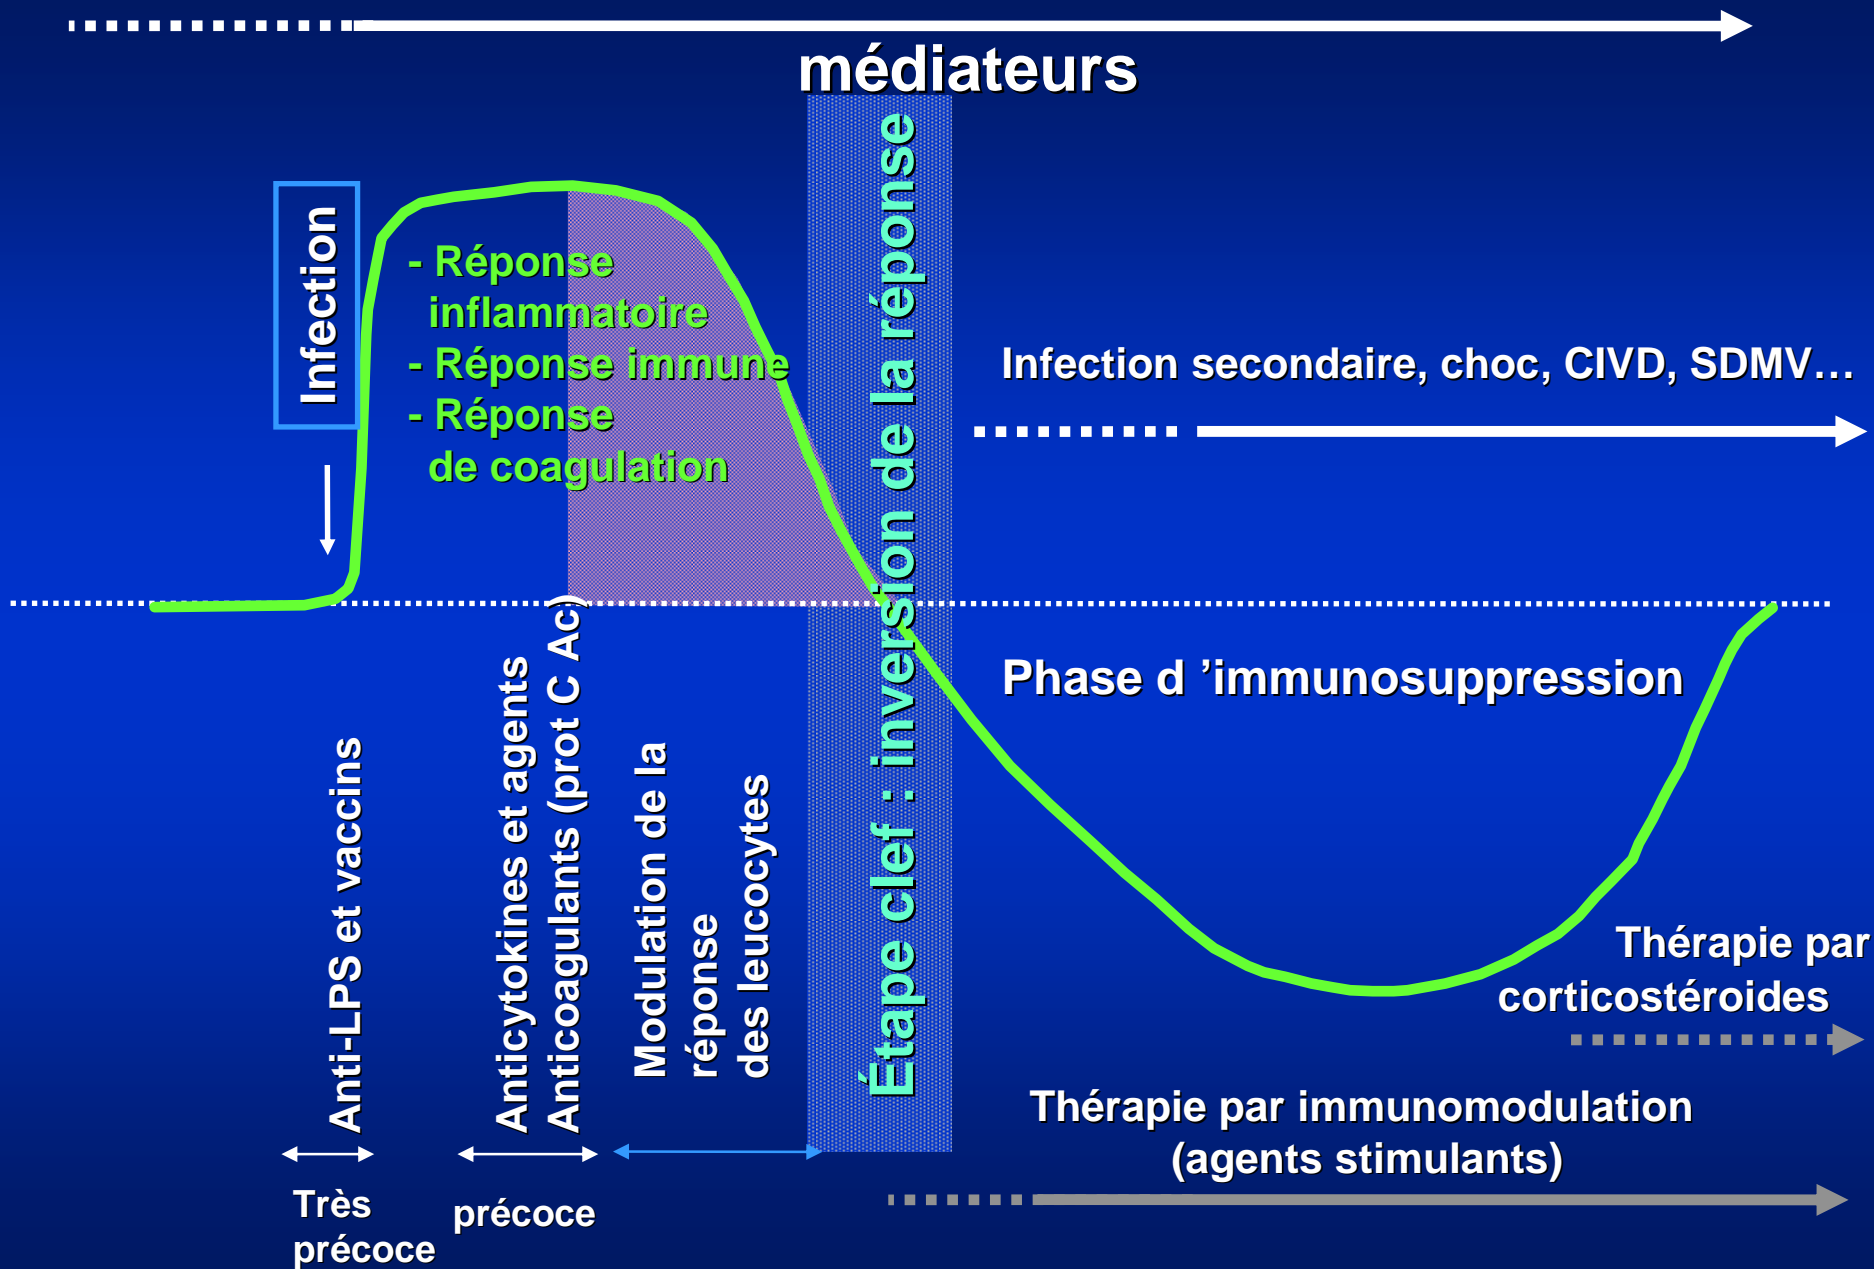 médiateurs
Infection
- Réponse
inflammatoire
- Réponse immune
- Réponse
de coagulation
Étape clef : inversion de la réponse
Infection secondaire, choc, CIVD, SDMV…
Phase d ’immunosuppression
Anti-LPS et vaccins
Anticytokines et agents
Anticoagulants (prot C Ac)
Modulation de la
réponse
des leucocytes
Thérapie par
corticostéroides
Thérapie par immunomodulation
(agents stimulants)
Très
précoce
précoce